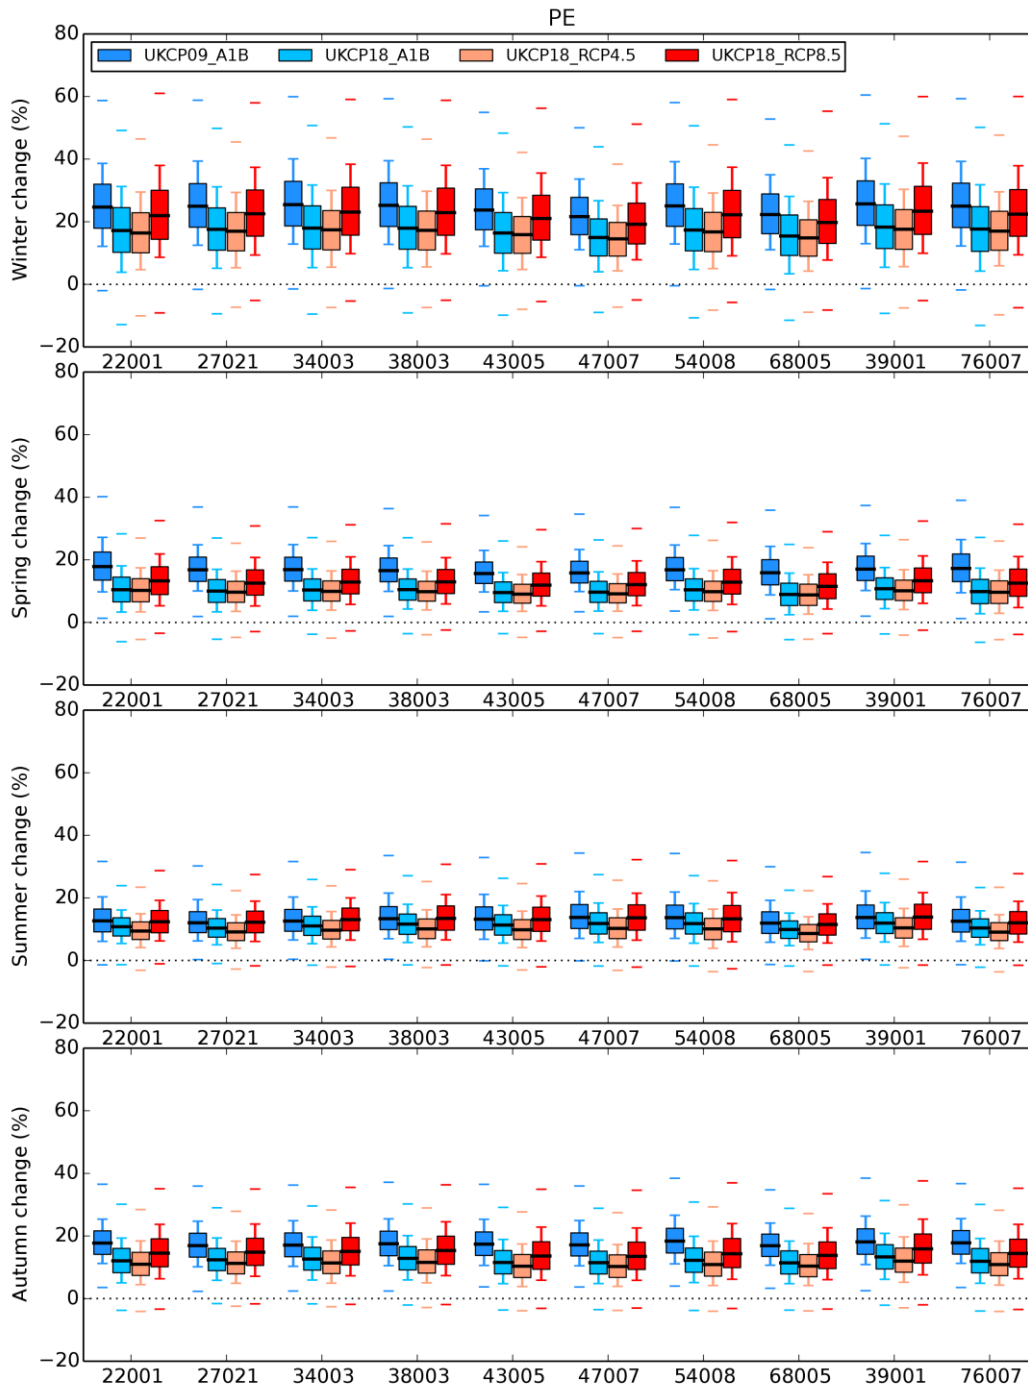 PE
UKCP09_A1B UKCP18_A1B UKCP18_RCP4.5 UKCP18_RCP8.5
Winter change (%)
80
60
40
20
0
−20
22001 27021 34003 38003 43005 47007 54008 68005 39001 76007
Spring change (%)
80
60
40
20
0
−20
22001 27021 34003 38003 43005 47007 54008 68005 39001 76007
Summer change (%)
80
60
40
20
0
−20
22001 27021 34003 38003 43005 47007 54008 68005 39001 76007
Autumn change (%)
80
60
40
20
0
−20
22001 27021 34003 38003 43005 47007 54008 68005 39001 76007